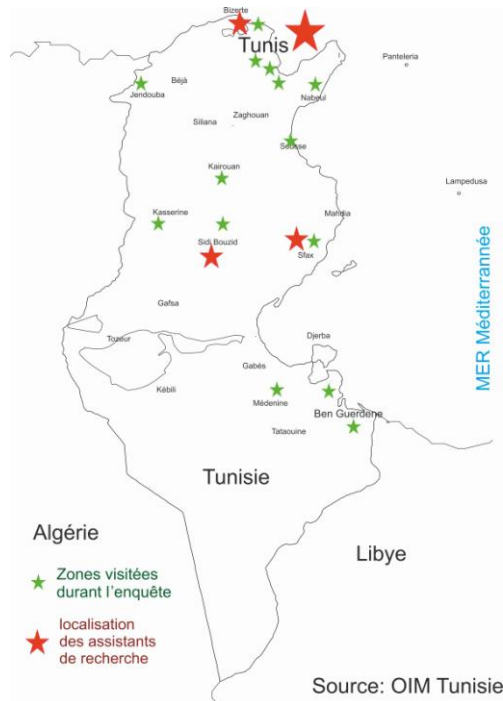 Bizerte
Tunis
Panteleria
Béjà
Jendouba
Nabeul
Zaghouan
Siliana
Sousse
Kairouan
Lampedusa
Kasserine
Mahdia
Sidi Bouzid
Sfax
MER Méditerrannée
Gafsa
Djerba
Tozeur
Gabés
Kébili
Médenine
Ben Guerdene
Tataouine
Tunisie
Algérie
Libye
Zones visitées
durant l'enquête
localisation
des assistants
de recherche
Source: OIM Tunisie